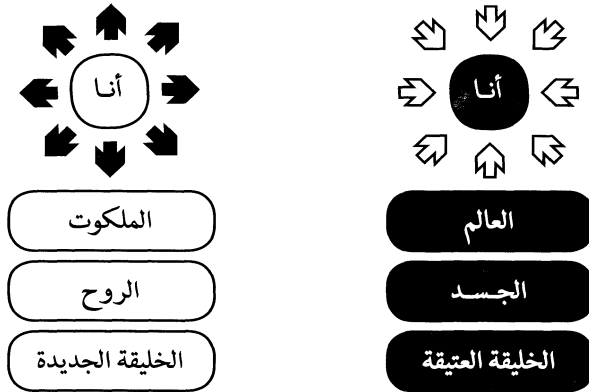 أنا
العالم
الجسد
الخليقة العتيقة
أنا
الملكوت
الروح
الخليقة الجديدة